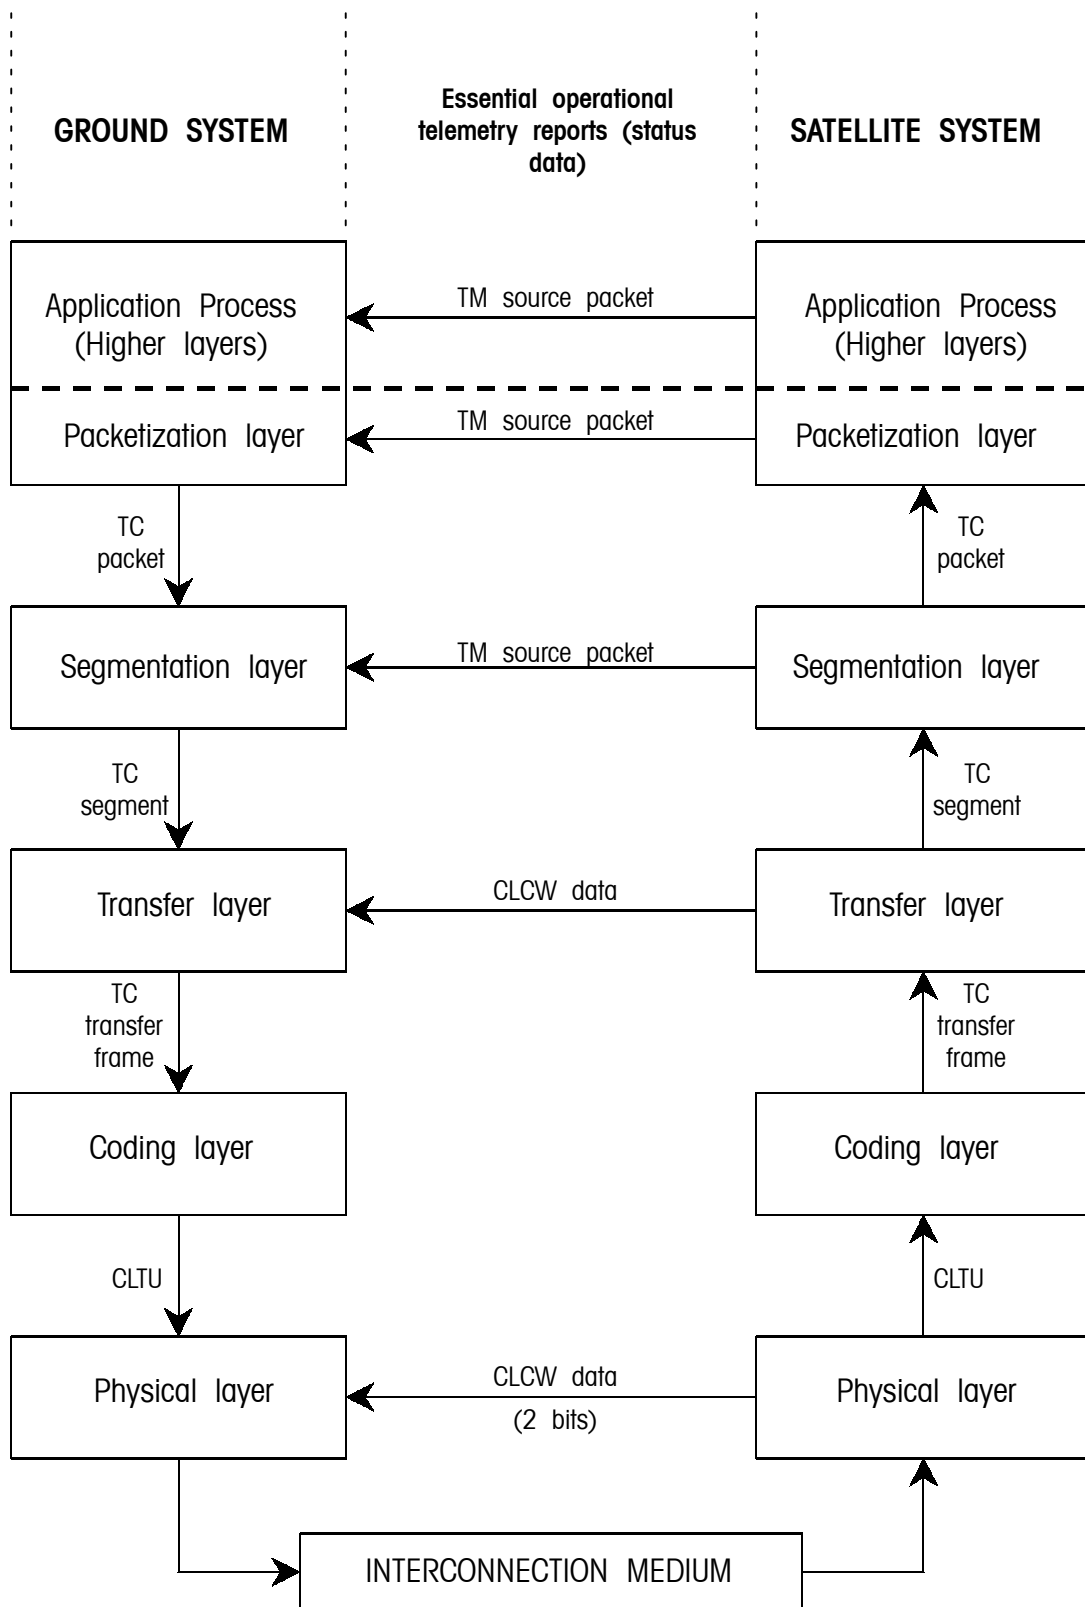 GROUND SYSTEM
Essential operational
telemetry reports (status
data)
SATELLITE SYSTEM
Application Process
(Higher layers)
TM source packet
Application Process
(Higher layers)
Packetization layer
TM source packet
Packetization layer
TC
packet
TC
packet
Segmentation layer
TM source packet
Segmentation layer
TC
segment
TC
segment
Transfer layer
CLCW data
Transfer layer
TC
transfer
frame
TC
transfer
frame
Coding layer
Coding layer
CLTU
CLTU
Physical layer
CLCW data
(2 bits)
Physical layer
INTERCONNECTION MEDIUM